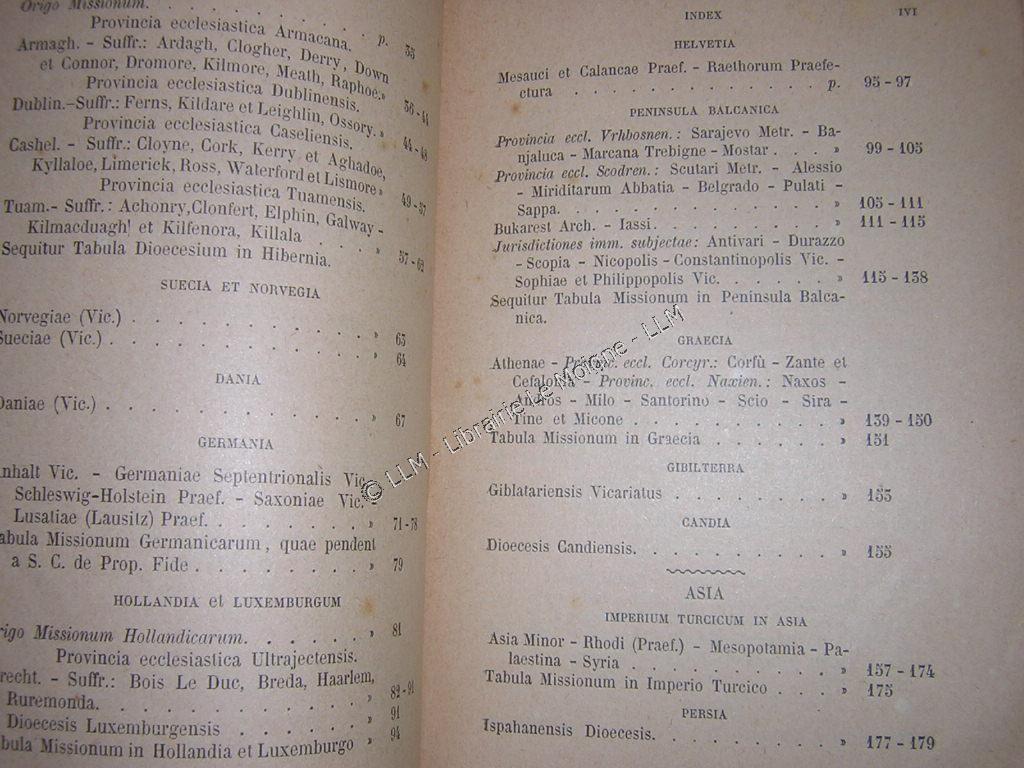 Origo Missionum. . . . . . . . . p. 35
Provincia ecclesiastica Armacana.
Armagh. - Suffr.: Ardagh, Clogher, Derry, Down
et Connor, Dromore, Kilmore, Meath, Raphoe. » 36-44
Provincia ecclesiastica Dublinensis.
Dublin.-Suffr.: Ferns, Kildare et Leighlin, Ossory. » 44-48
Provincia ecclesiastica Caseliensis.
Cashel. - Suffr.: Cloyne, Cork, Kerry et Aghadoe,
Kyllaloe, Limerick, Ross, Waterford et Lismore » 49-57
Provincia ecclesiastica Tuamensis.
Tuam.- Suffr.: Achonry, Clonfert, Elphin, Galway -
Kilmacduagh et Kilfenora, Killala . . . . » 57-62
Sequitur Tabula Dioecesium in Hibernia.
SUECIA ET NORVEGIA
Norvegiae (Vic.) . . . . . . . . . » 63
Sueciae (Vic.) . . . . . . . . . . » 64
DANIA
Daniae (Vic.) . . . . . . . . . . » 67
GERMANIA
nhalt Vic. - Germaniae Septentrionalis Vic. -
Schleswig-Holstein Praef. - Saxoniae Vic. -
Lusatiae (Lausitz) Praef. . . . . . . . » 71-78
abula Missionum Germanicarum, quae pendent
a S. C. de Prop. Fide . . . . . . . . » 79
HOLLANDIA et LUXEMBURGUM
rigo Missionum Hollandicarum. . . . . . » 81
Provincia ecclesiastica Ultrajectensis.
recht. - Suffr.: Bois Le Duc, Breda, Haarlem,
Ruremonda. . . . . . . . . . . » 82-91
Dioecesis Luxemburgensis . . . . . . » 91
abula Missionum in Hollandia et Luxemburgo » 94
INDEX IVI
HELVETIA
Mesauci et Calancae Praef. - Raethorum Praefe-
ctura . . . . . . . . . . . . . p. 95-97
PENINSULA BALCANICA
Provincia eccl. Vrhbosnen.: Sarajevo Metr. - Ba-
njaluca - Marcana Trebigne - Mostar . . . » 99-105
Provincia eccl. Scodren.: Scutari Metr. - Alessio
- Miriditarum Abbatia - Belgrado - Pulati -
Sappa. . . . . . . . . . . . . » 105-111
Bukarest Arch. - Iassi. . . . . . . . . » 111-115
Jurisdictiones imm. subjectae: Antivari - Durazzo
- Scopia - Nicopolis - Constantinopolis Vic. -
Sophiae et Philippopolis Vic. . . . . . . » 115-138
Sequitur Tabula Missionum in Peninsula Balca-
nica.
GRAECIA
Athenae - Provinc. eccl. Corcyr.: Corfù - Zante et
Cefalonia - Provinc. eccl. Naxien.: Naxos -
Andros - Milo - Santorino - Scio - Sira -
Tine et Micone . . . . . . . . . » 139-150
Tabula Missionum in Graecia . . . . . . » 151
GIBILTERRA
Giblatariensis Vicariatus . . . . . . . . » 153
CANDIA
Dioecesis Candiensis. . . . . . . . . . » 155
ASIA
IMPERIUM TURCICUM IN ASIA
Asia Minor - Rhodi (Praef.) - Mesopotamia - Pa-
laestina - Syria . . . . . . . . . » 157-174
Tabula Missionum in Imperio Turcico . . . » 175
PERSIA
Ispahanensis Dioecesis. . . . . . . . . » 177-179
© LLM - Librairie Le Moigne - LLM